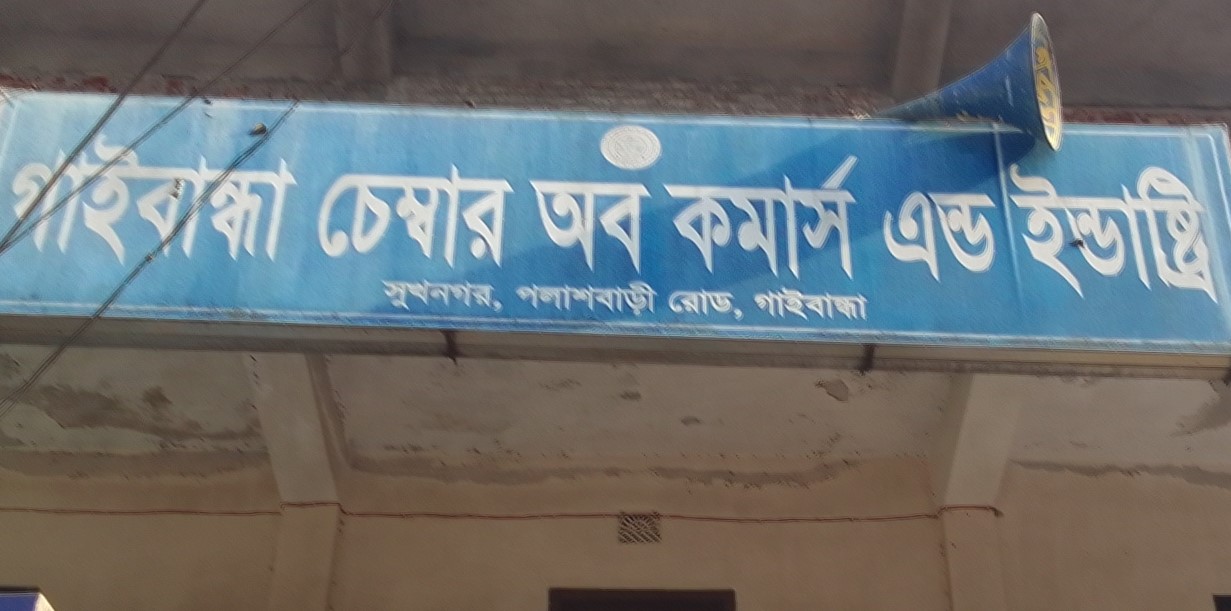 গাইবান্ধা চেম্বার অব কমার্স এন্ড ইন্ডাষ্ট্রি
সুখনগর, পলাশবাড়ী রোড, গাইবান্ধা